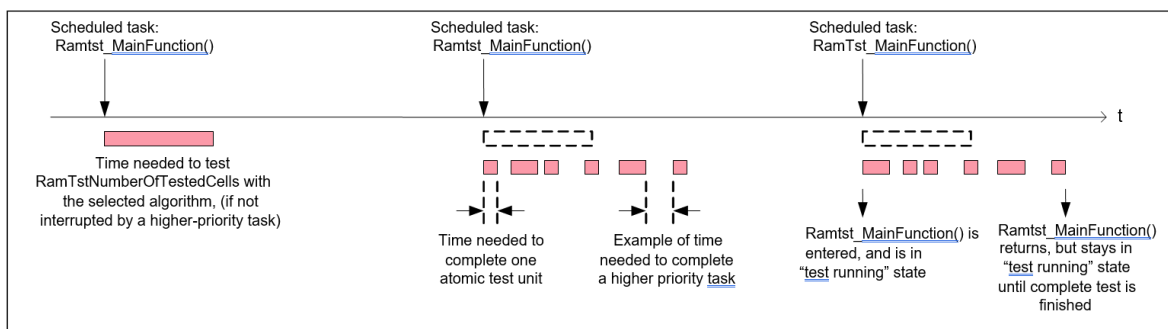 Scheduled task:
Ramtst_MainFunction()
Scheduled task:
Ramtst_MainFunction()
Scheduled task:
RamTst_MainFunction()
t
Time needed to test
RamTstNumberOfTestedCells with
the selected algorithm, (if not
interrupted by a higher-priority task)
Time needed to
complete one
atomic test unit
Example of time
needed to complete
a higher priority task
Ramtst_MainFunction() is
entered, and is in
“test running” state
Ramtst_MainFunction()
returns, but stays in
“test running” state
until complete test is
finished